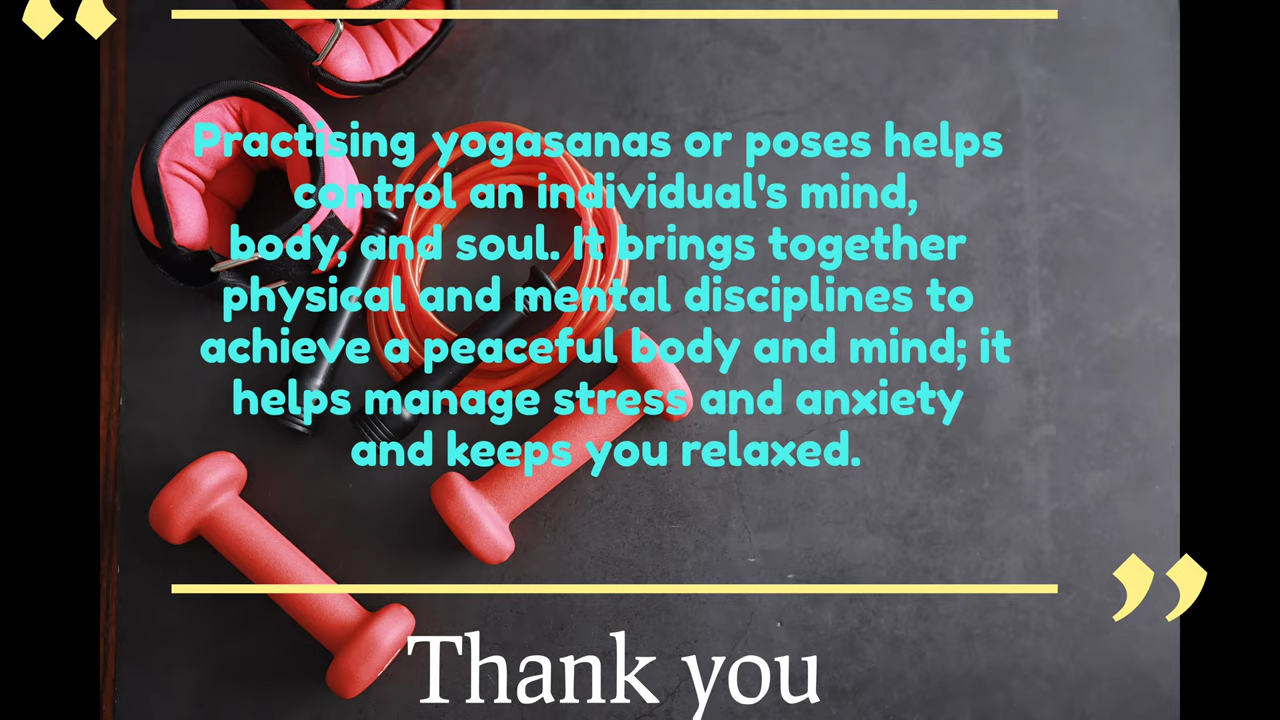 “
Practising yogasanas or poses helps
control an individual's mind,
body, and soul. It brings together
physical and mental disciplines to
achieve a peaceful body and mind; it
helps manage stress and anxiety
and keeps you relaxed.
”
Thank you